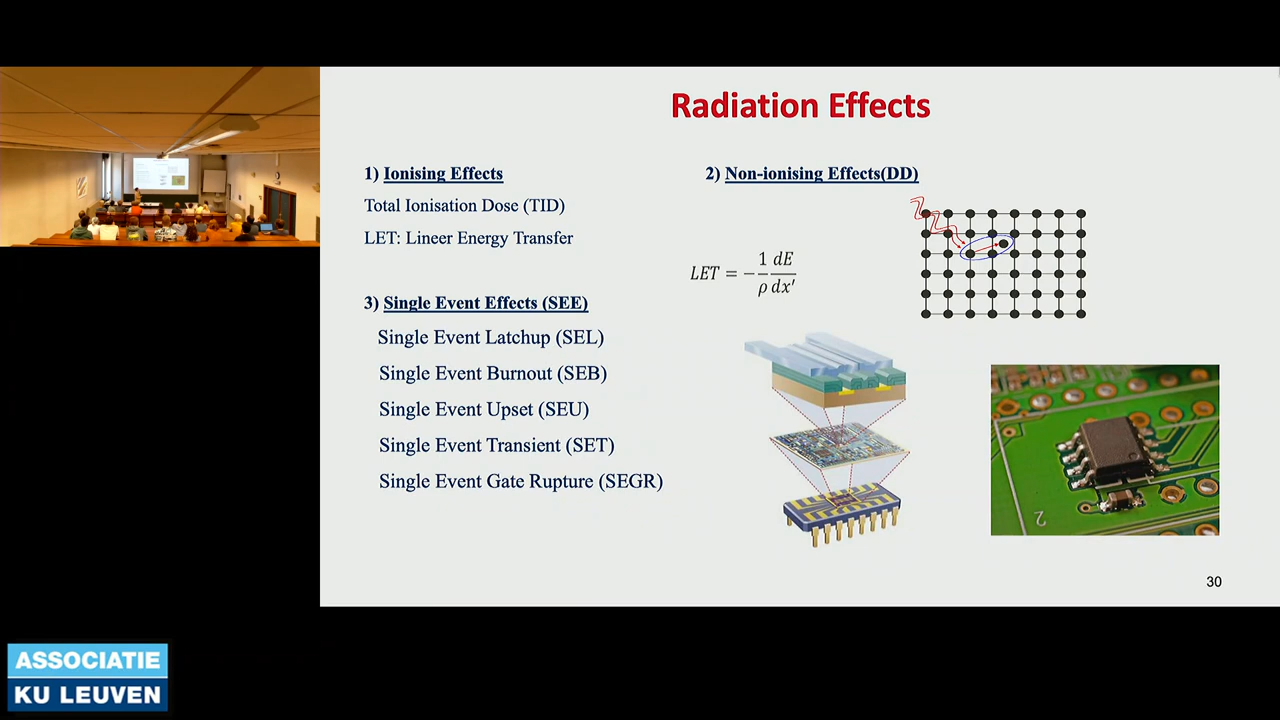 Radiation Effects
1) Ionising Effects
Total Ionisation Dose (TID)
LET: Lineer Energy Transfer
2) Non-ionising Effects(DD)
LET = − 1/ρ dE/dx′
3) Single Event Effects (SEE)
Single Event Latchup (SEL)
Single Event Burnout (SEB)
Single Event Upset (SEU)
Single Event Transient (SET)
Single Event Gate Rupture (SEGR)
2
30
ASSOCIATIE
KU LEUVEN